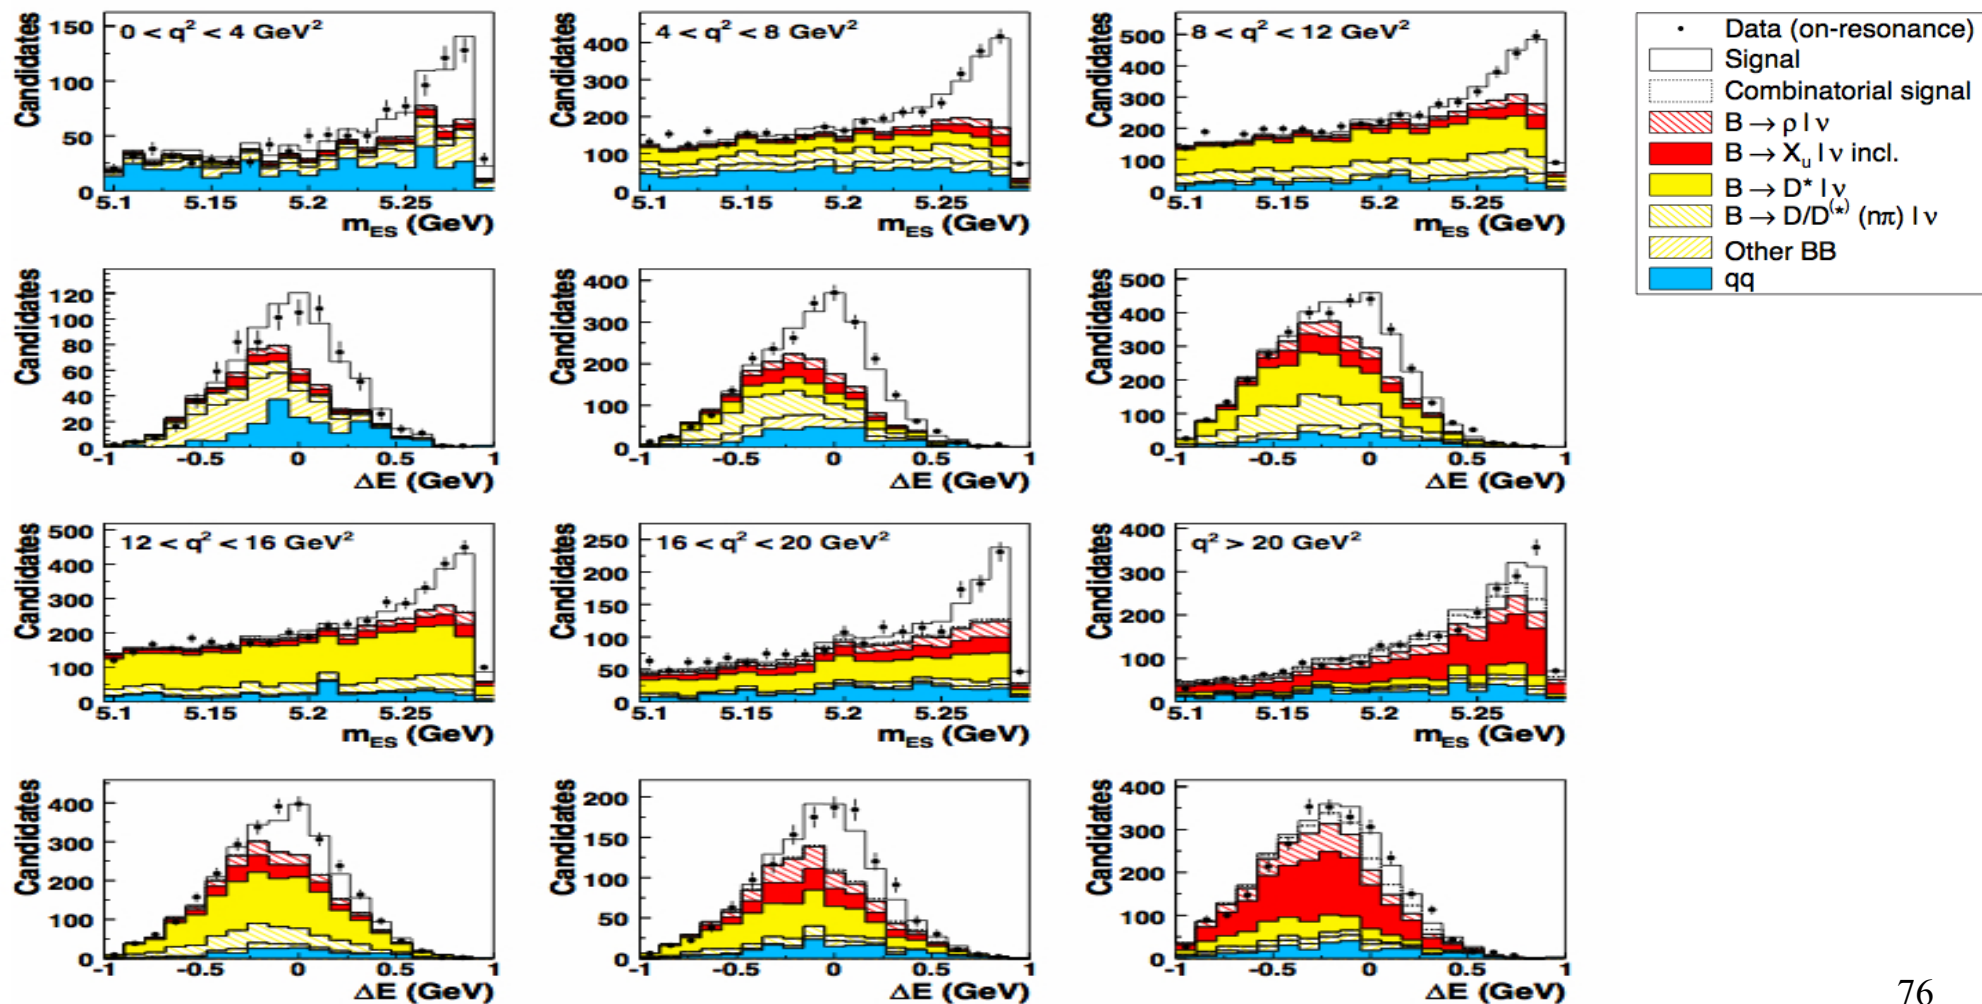 Candidates
150
100
50
0
0 < q² < 4 GeV²
5.1 5.15 5.2 5.25
m_ES (GeV)
Candidates
400
300
200
100
0
4 < q² < 8 GeV²
5.1 5.15 5.2 5.25
m_ES (GeV)
Candidates
500
400
300
200
100
0
8 < q² < 12 GeV²
5.1 5.15 5.2 5.25
m_ES (GeV)
Data (on-resonance)
Signal
Combinatorial signal
B → ρ l ν
B → X_u l ν incl.
B → D* l ν
B → D/D^(*) (nπ) l ν
Other BB
qq
Candidates
120
100
80
60
40
20
0
-1 -0.5 0 0.5 1
ΔE (GeV)
Candidates
400
300
200
100
0
-1 -0.5 0 0.5 1
ΔE (GeV)
Candidates
500
400
300
200
100
0
-1 -0.5 0 0.5 1
ΔE (GeV)
Candidates
500
400
300
200
100
0
12 < q² < 16 GeV²
5.1 5.15 5.2 5.25
m_ES (GeV)
Candidates
250
200
150
100
50
0
16 < q² < 20 GeV²
5.1 5.15 5.2 5.25
m_ES (GeV)
Candidates
400
300
200
100
0
q² > 20 GeV²
5.1 5.15 5.2 5.25
m_ES (GeV)
Candidates
400
300
200
100
0
-1 -0.5 0 0.5 1
ΔE (GeV)
Candidates
200
150
100
50
0
-1 -0.5 0 0.5 1
ΔE (GeV)
Candidates
400
300
200
100
0
-1 -0.5 0 0.5 1
ΔE (GeV)
76